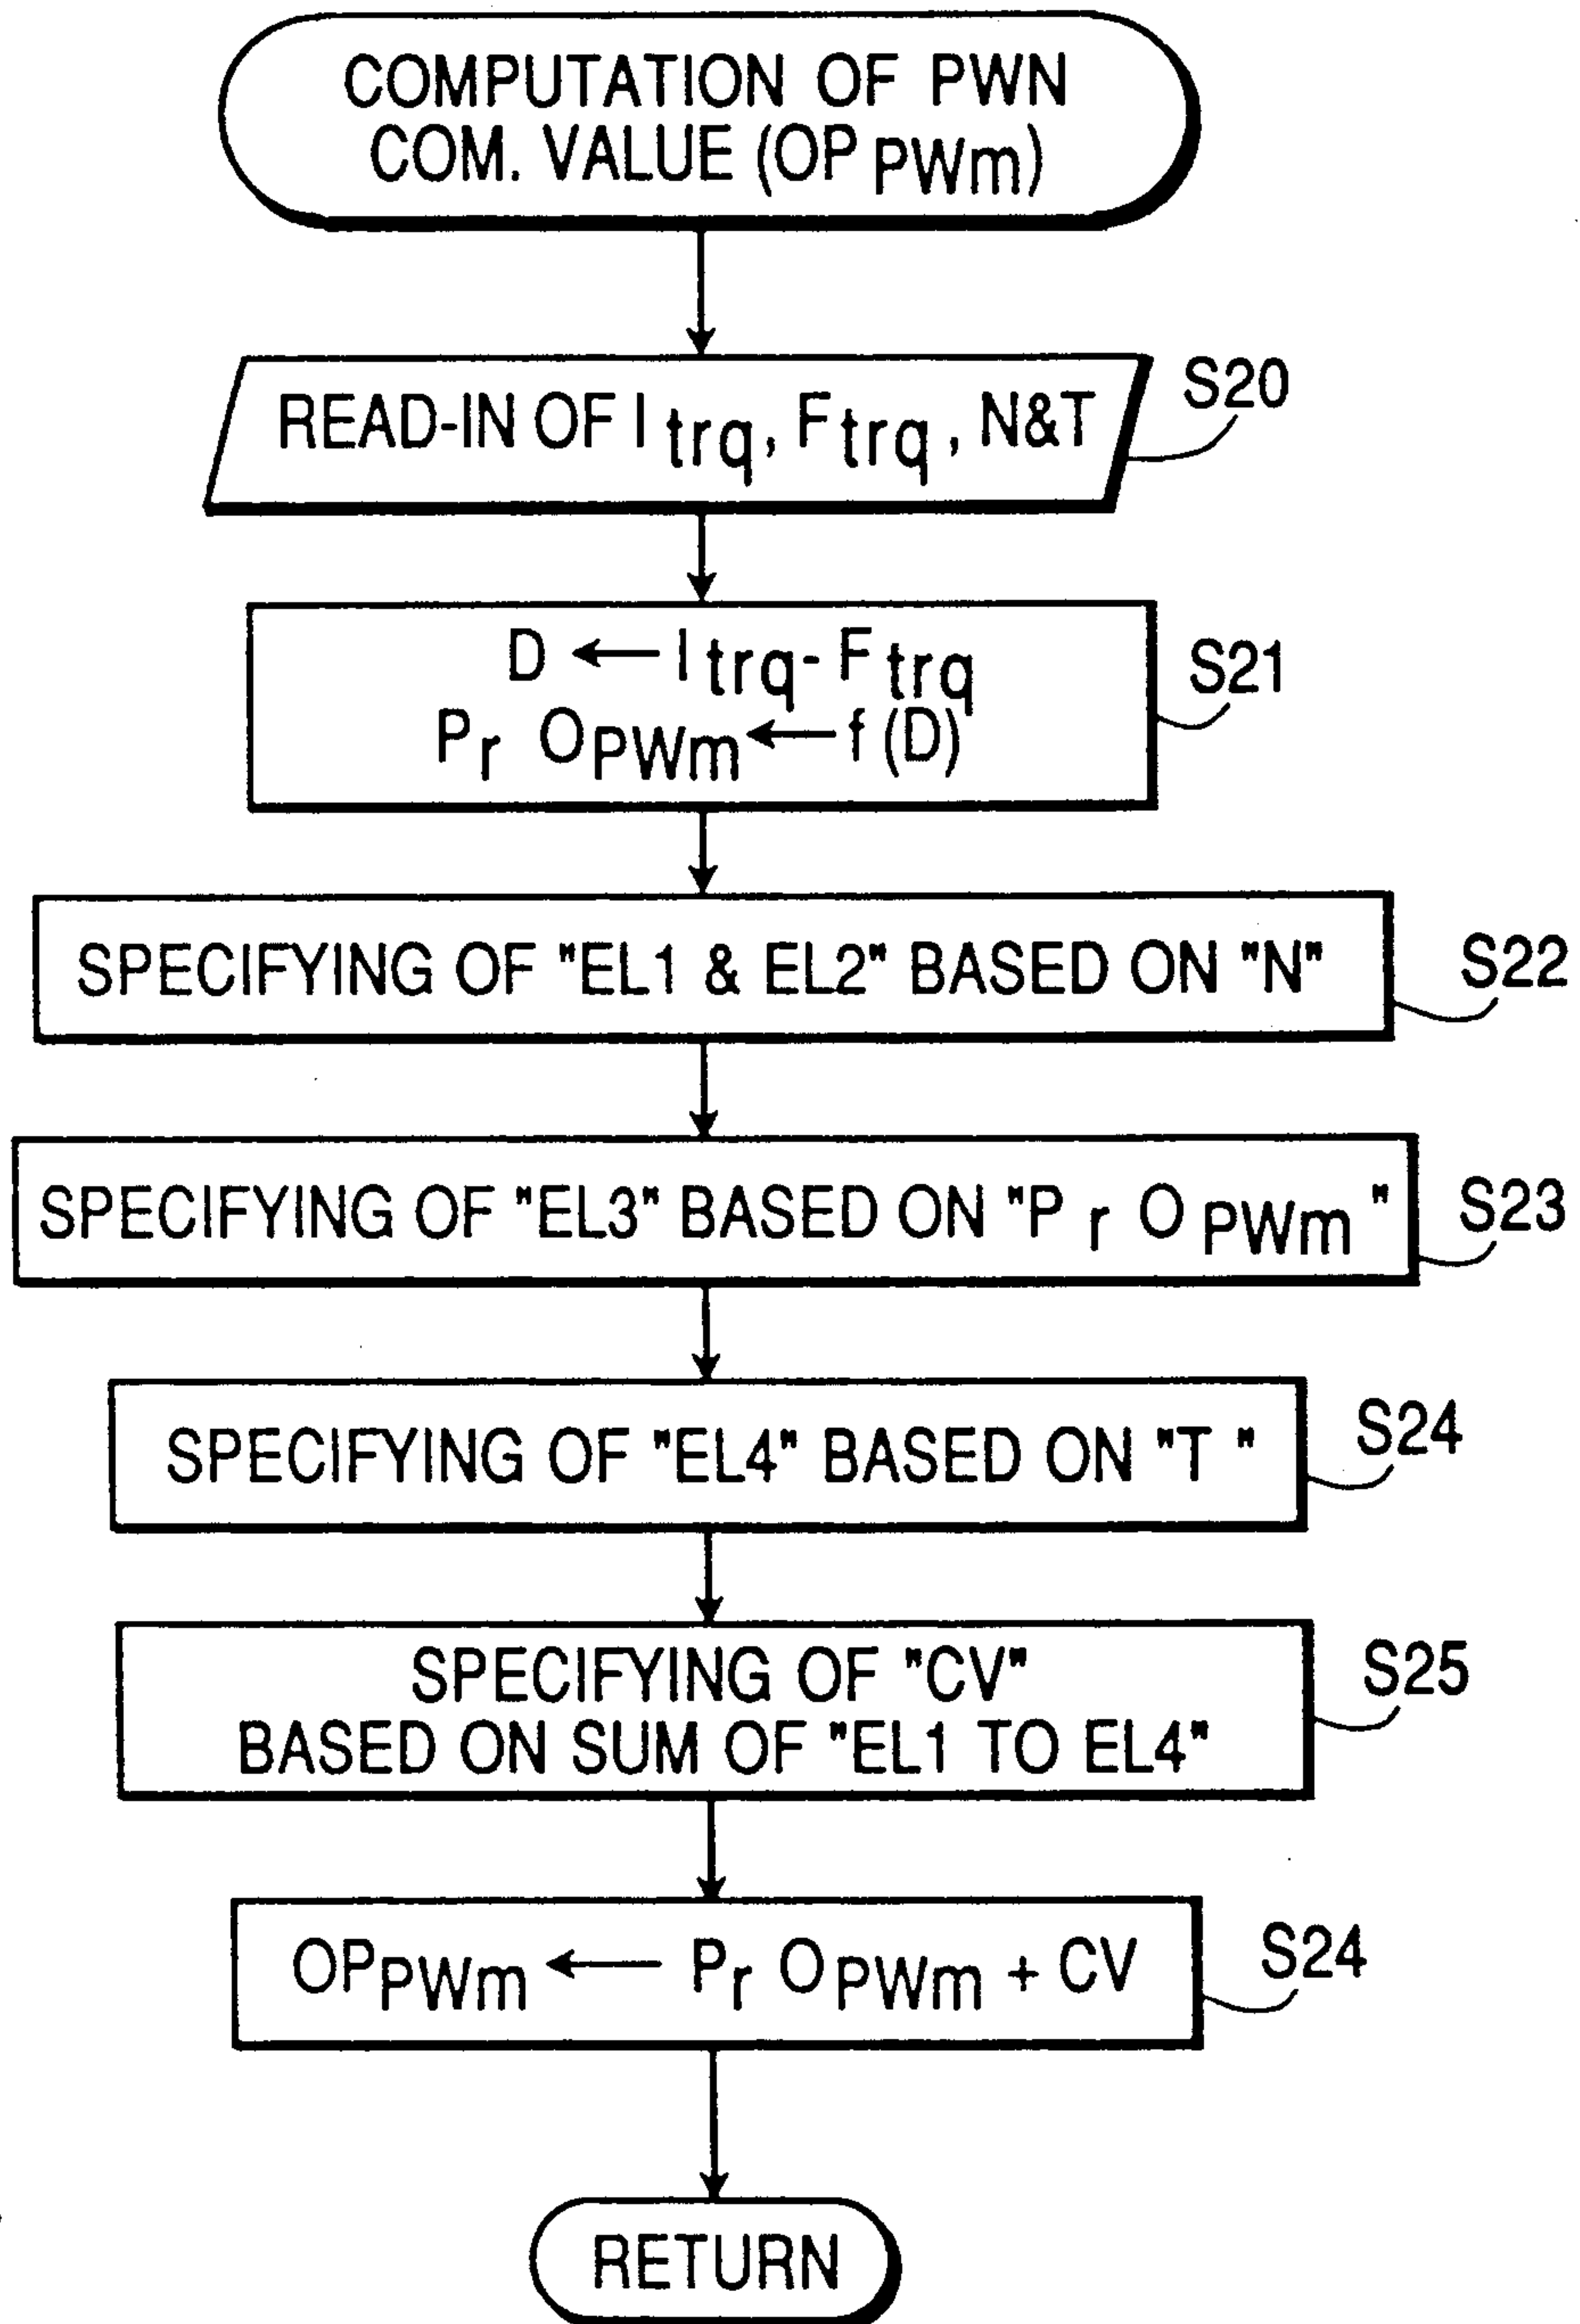 COMPUTATION OF PWN
COM. VALUE (OP PWm)
READ-IN OF I trq, F trq, N&T
S20
D ← I trq - F trq
Pr OPWm ← f (D)
S21
SPECIFYING OF "EL1 & EL2" BASED ON "N"
S22
SPECIFYING OF "EL3" BASED ON "P r O PWm "
S23
SPECIFYING OF "EL4" BASED ON "T "
S24
SPECIFYING OF "CV"
BASED ON SUM OF "EL1 TO EL4"
S25
OPPWm ← Pr OPWm + CV
S24
RETURN